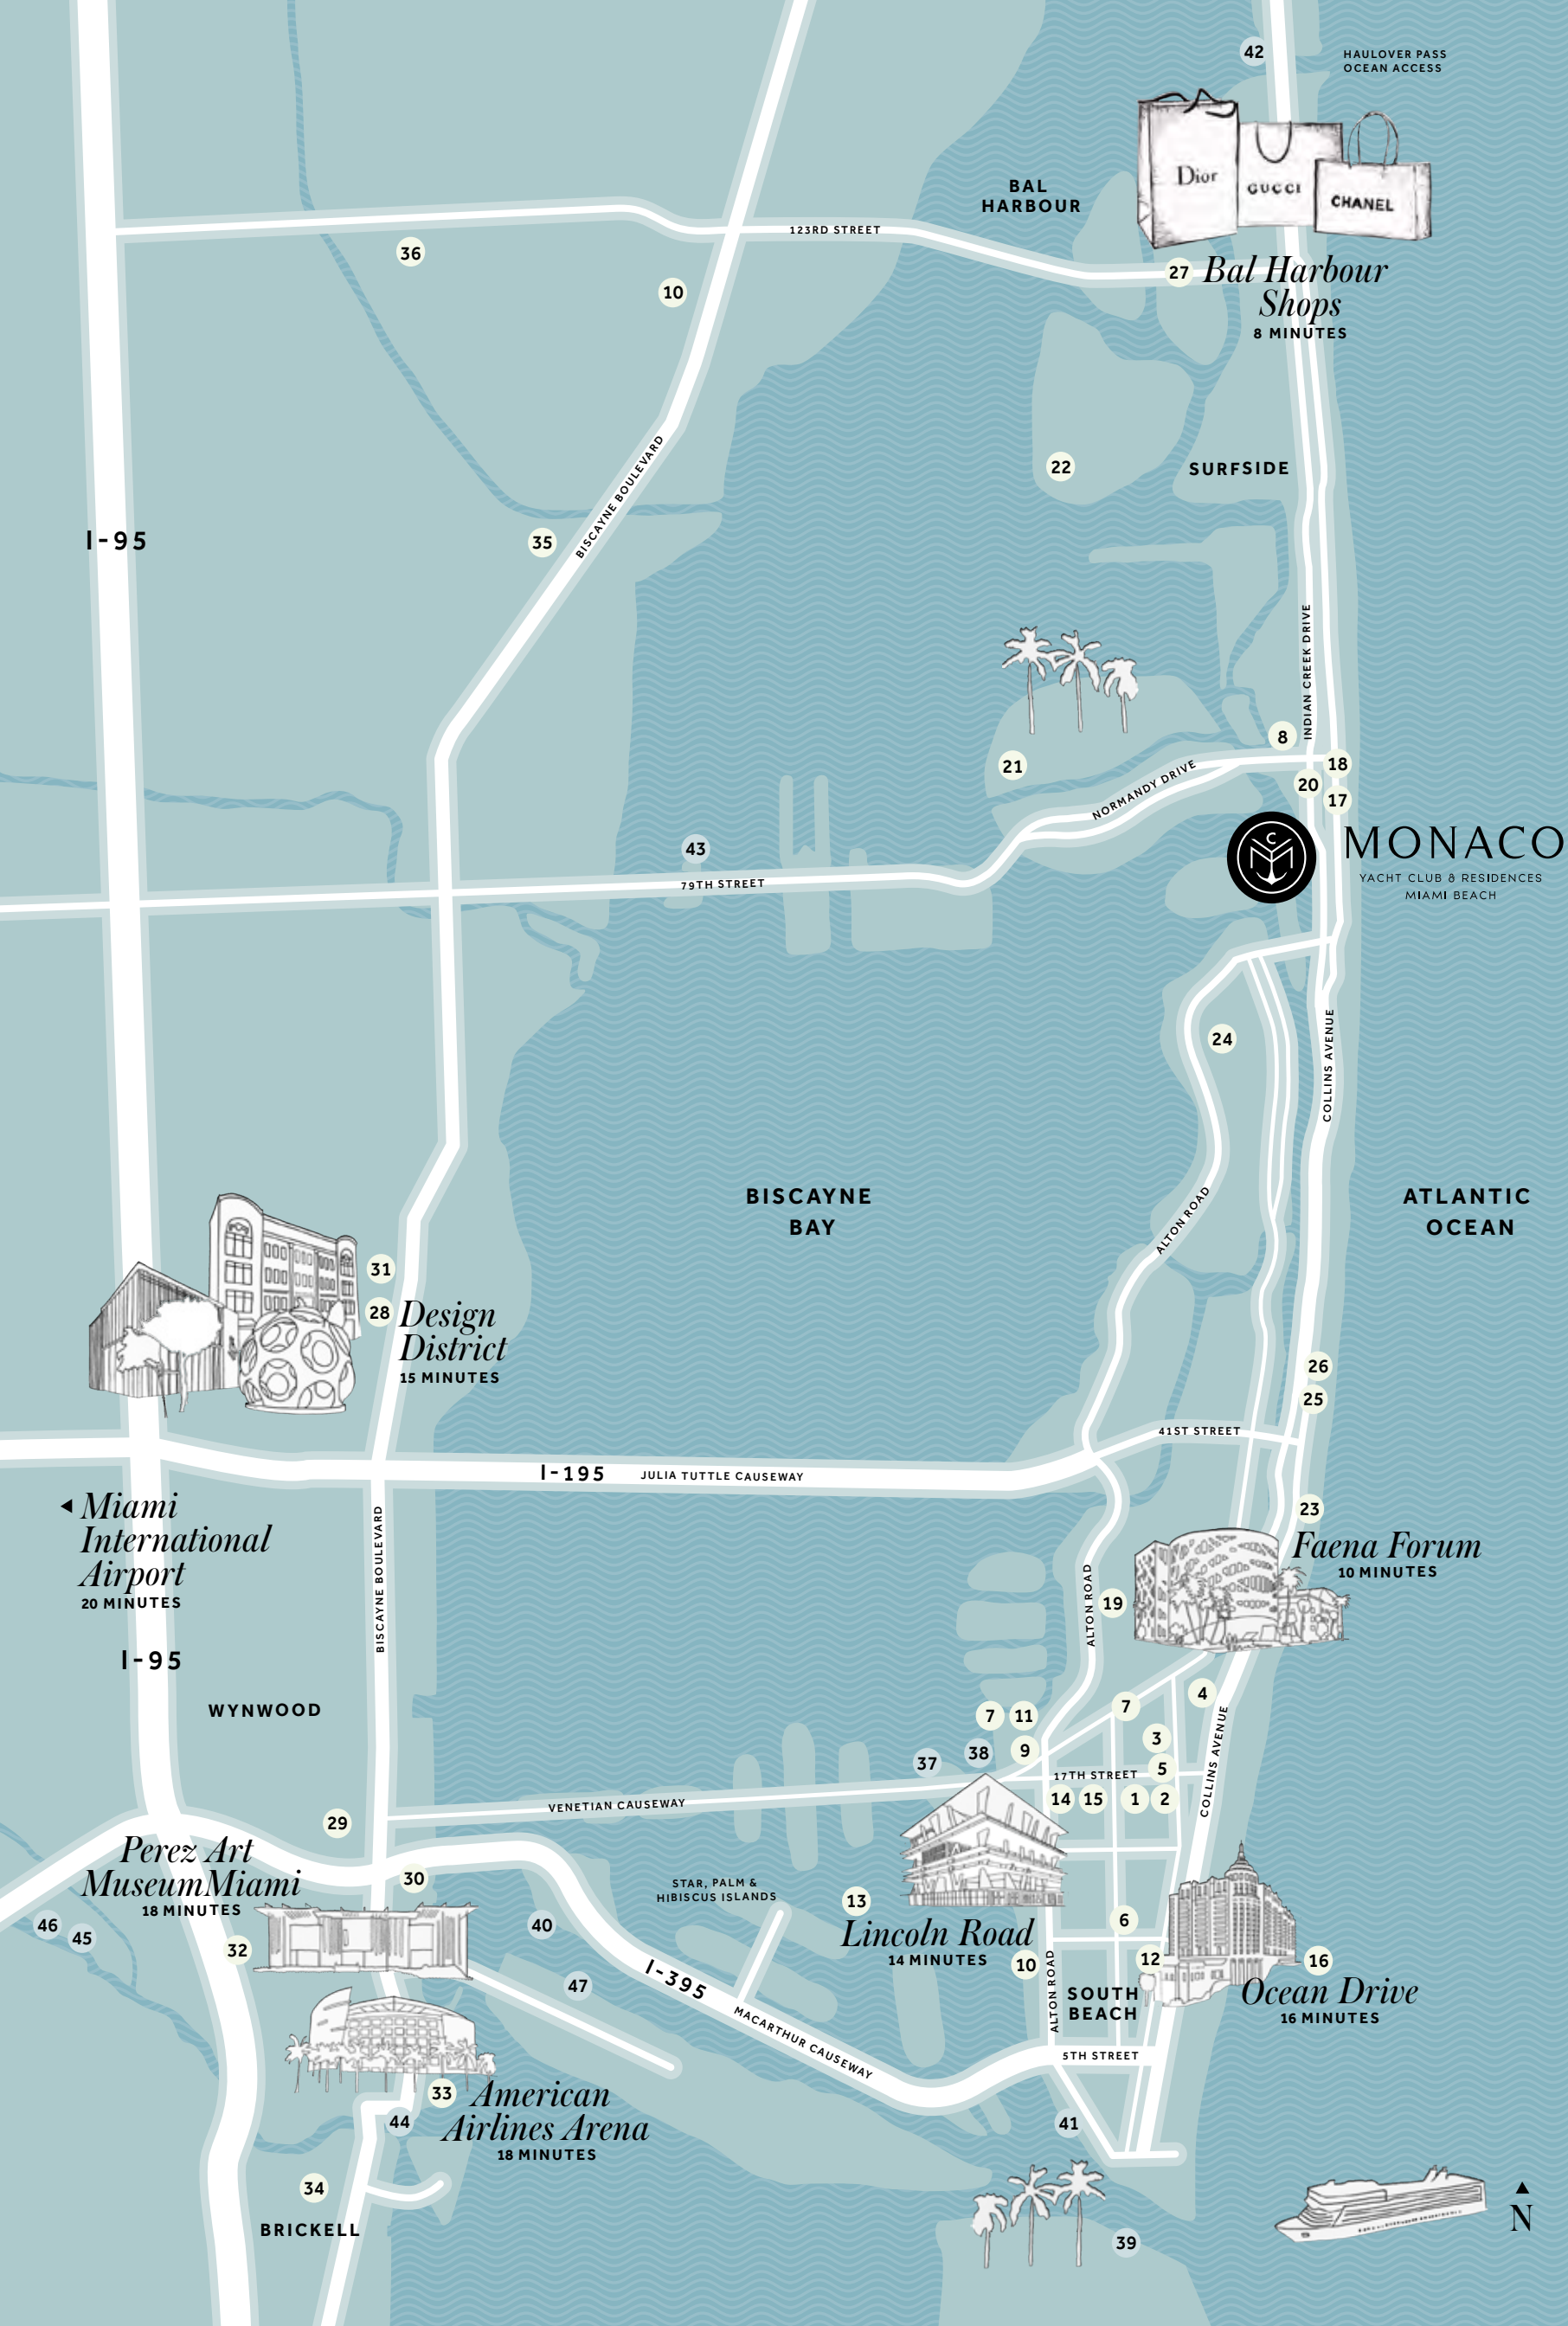 42
HAULOVER PASS
OCEAN ACCESS
Dior
GUCCI
CHANEL
BAL
HARBOUR
123RD STREET
36
10
27
Bal Harbour
Shops
8 MINUTES
22
SURFSIDE
I-95
35
BISCAYNE BOULEVARD
INDIAN CREEK DRIVE
8
21
18
NORMANDY DRIVE
20
17
C
M
MONACO
YACHT CLUB & RESIDENCES
MIAMI BEACH
43
79TH STREET
24
COLLINS AVENUE
BISCAYNE
BAY
ATLANTIC
OCEAN
ALTON ROAD
31
28
Design
District
15 MINUTES
26
25
41ST STREET
I-195
JULIA TUTTLE CAUSEWAY
Miami
International
Airport
20 MINUTES
BISCAYNE BOULEVARD
23
Faena Forum
10 MINUTES
ALTON ROAD
19
I-95
WYNWOOD
4
7
7
11
3
9
38
37
5
17TH STREET
COLLINS AVENUE
14
15
1
2
VENETIAN CAUSEWAY
29
Perez Art
MuseumMiami
18 MINUTES
30
STAR, PALM &
HIBISCUS ISLANDS
13
46
45
32
40
6
Lincoln Road
14 MINUTES
10
12
16
47
I-395
ALTON ROAD
SOUTH
BEACH
Ocean Drive
16 MINUTES
MACARTHUR CAUSEWAY
5TH STREET
33
American
Airlines Arena
18 MINUTES
44
41
34
BRICKELL
39
N